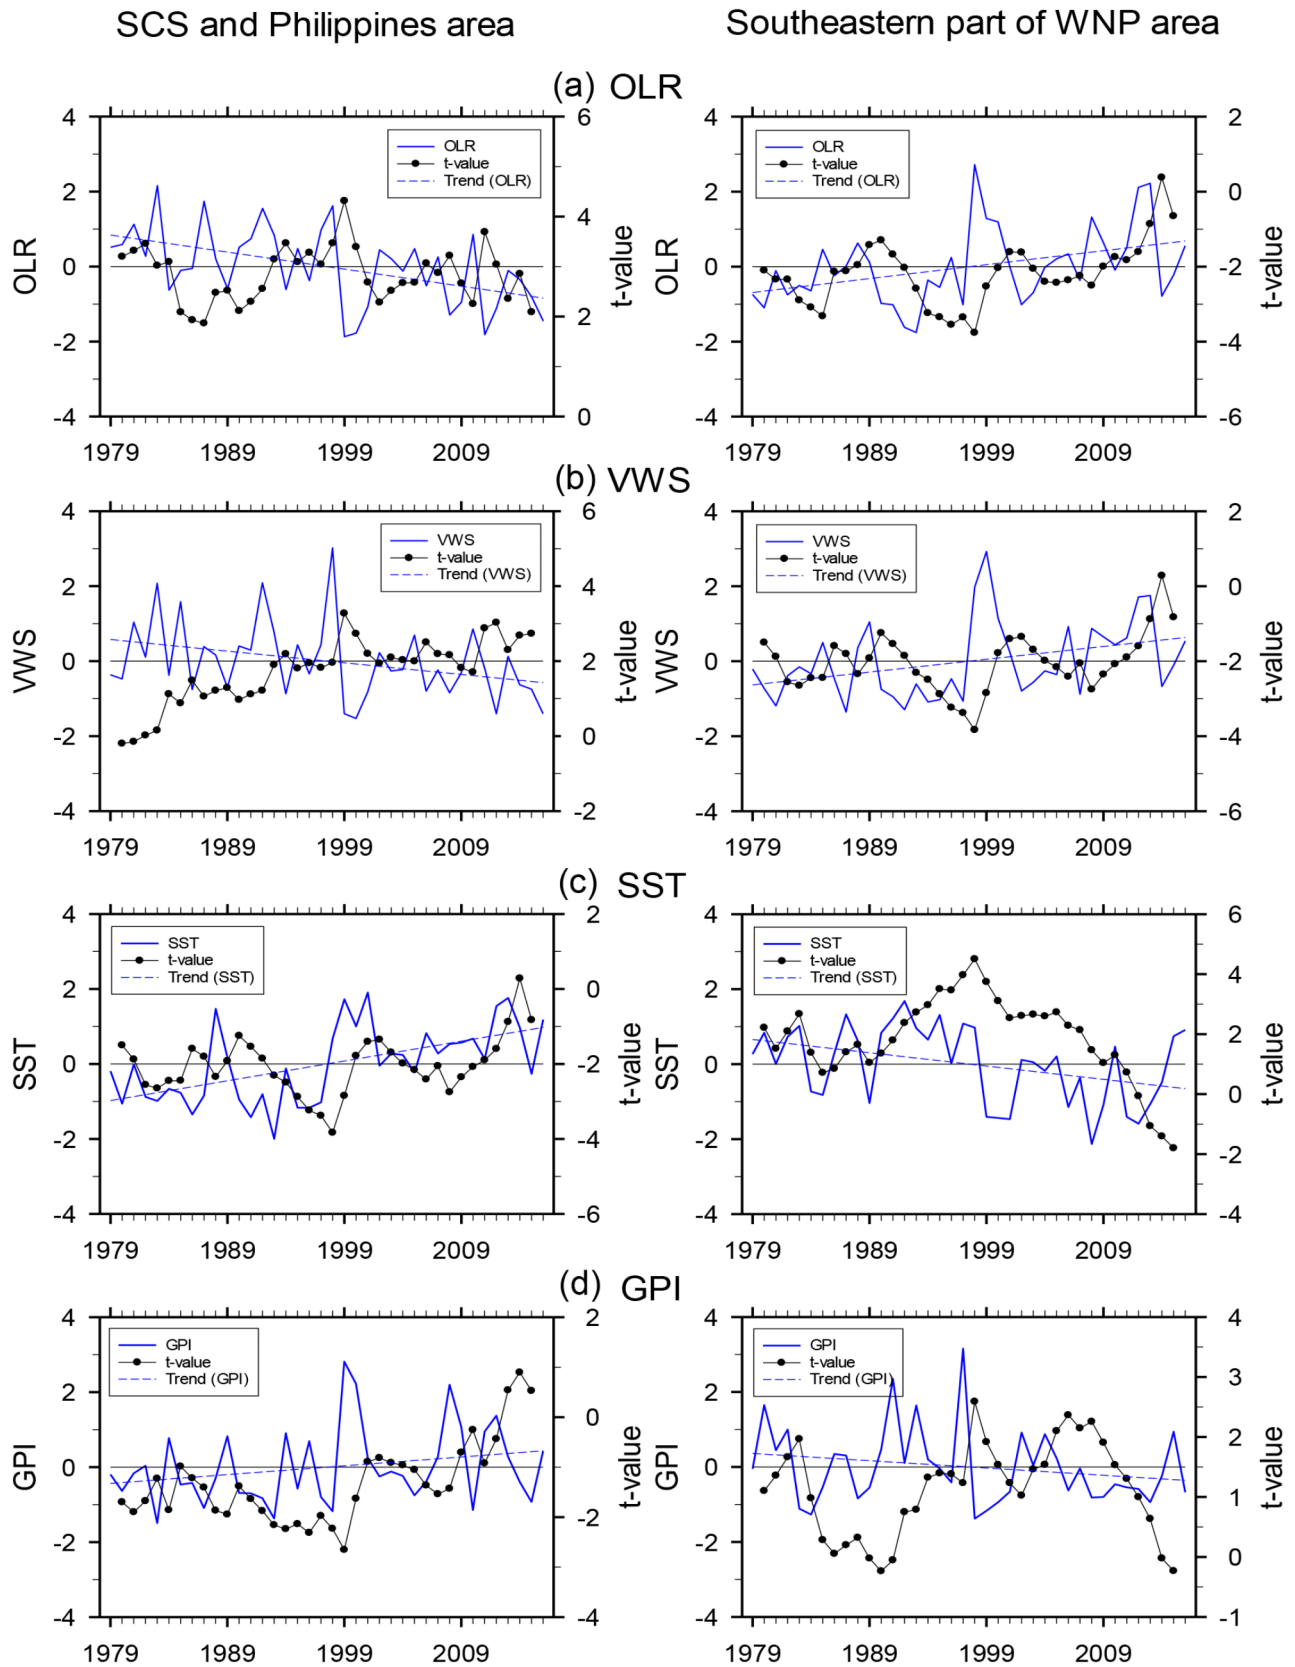 SCS and Philippines area
Southeastern part of WNP area
(a) OLR
4
2
0
-2
-4
OLR
OLR
t-value
Trend (OLR)
6
4
2
0
t-value
1979
1989
1999
2009
4
2
0
-2
-4
OLR
OLR
t-value
Trend (OLR)
2
0
-2
-4
-6
t-value
1979
1989
1999
2009
(b) VWS
4
2
0
-2
-4
VWS
VWS
t-value
Trend (VWS)
6
4
2
0
-2
t-value
1979
1989
1999
2009
4
2
0
-2
-4
VWS
VWS
t-value
Trend (VWS)
2
0
-2
-4
-6
t-value
1979
1989
1999
2009
(c) SST
4
2
0
-2
-4
SST
SST
t-value
Trend (SST)
2
0
-2
-4
-6
t-value
1979
1989
1999
2009
4
2
0
-2
-4
SST
SST
t-value
Trend (SST)
6
4
2
0
-2
-4
t-value
1979
1989
1999
2009
(d) GPI
4
2
0
-2
-4
GPI
GPI
t-value
Trend (GPI)
2
0
-2
-4
t-value
1979
1989
1999
2009
4
2
0
-2
-4
GPI
GPI
t-value
Trend (GPI)
4
3
2
1
0
-1
t-value
1979
1989
1999
2009